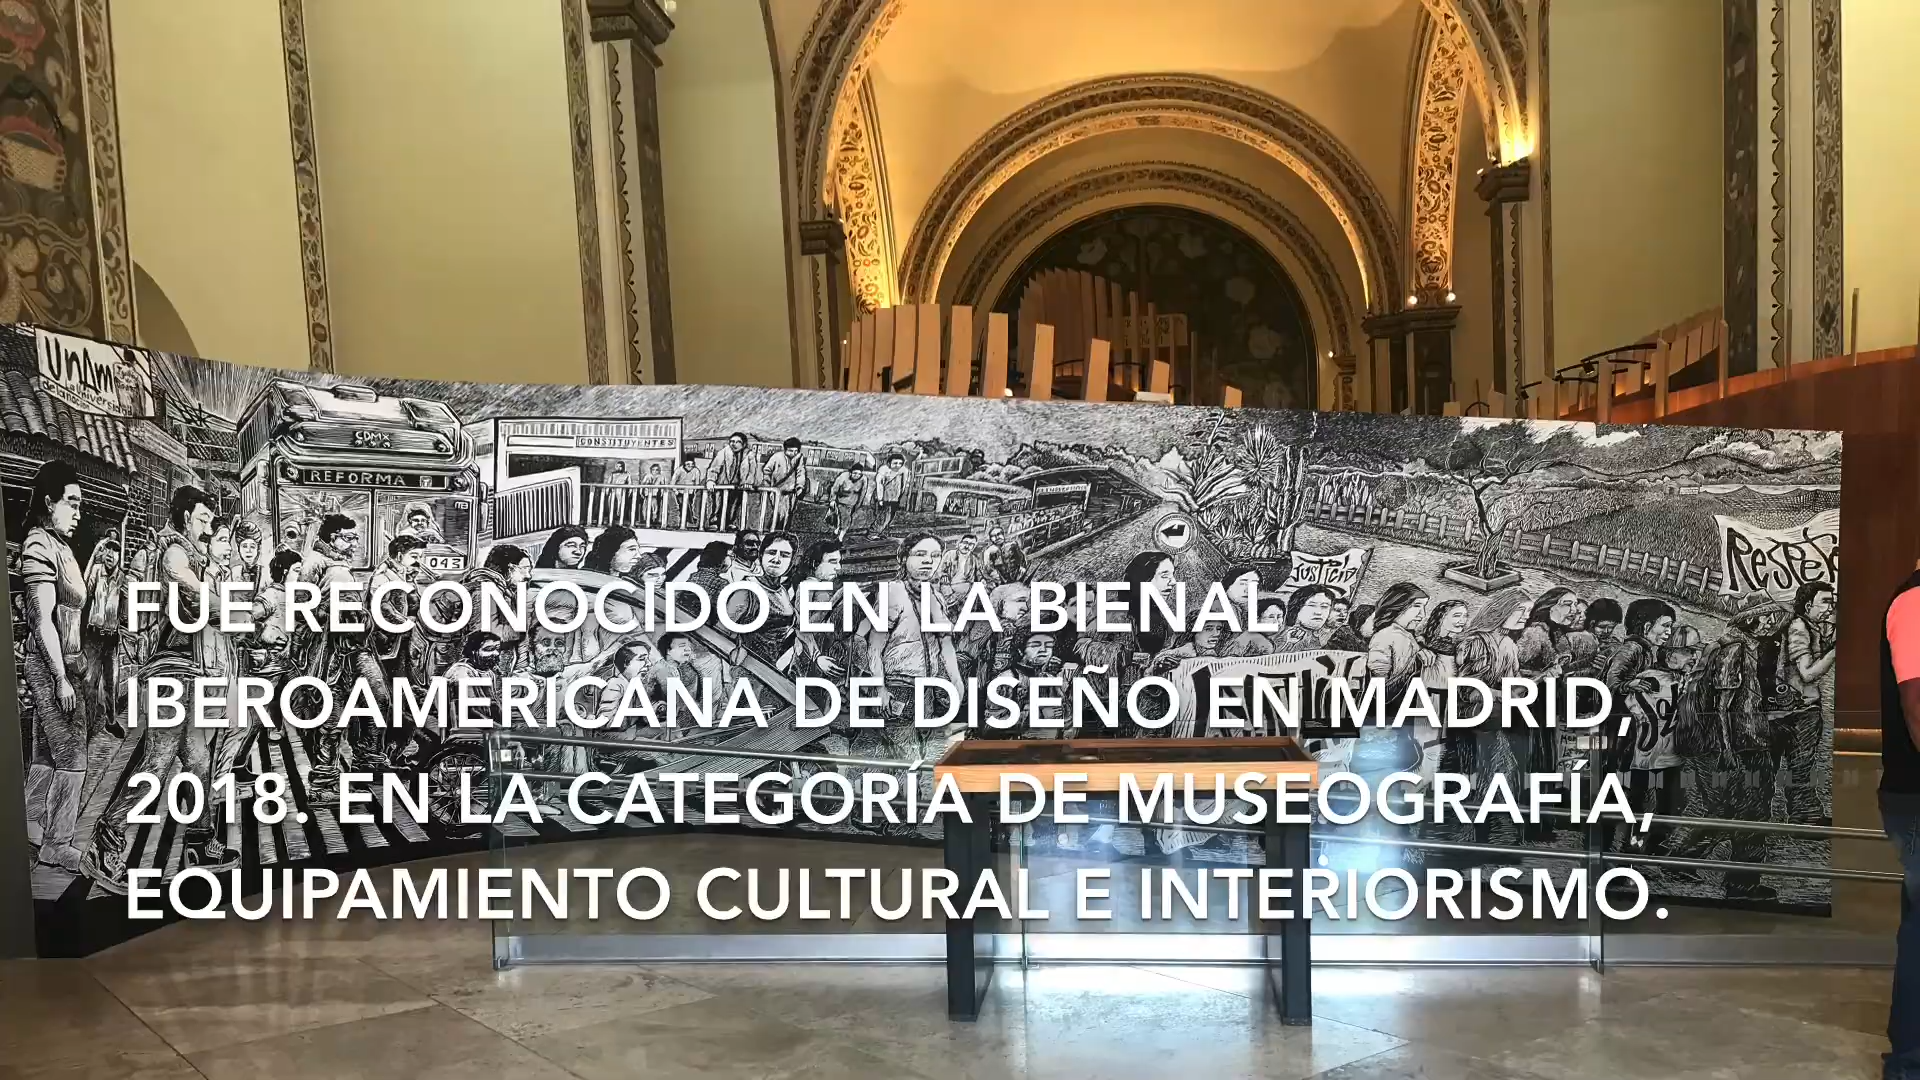 UNAM
CDMX
REFORMA
043
CONSTITUYENTES
JUSTICIA
FUE RECONOCIDO EN LA BIENAL
IBEROAMERICANA DE DISEÑO EN MADRID,
2018. EN LA CATEGORÍA DE MUSEOGRAFÍA,
EQUIPAMIENTO CULTURAL E INTERIORISMO.